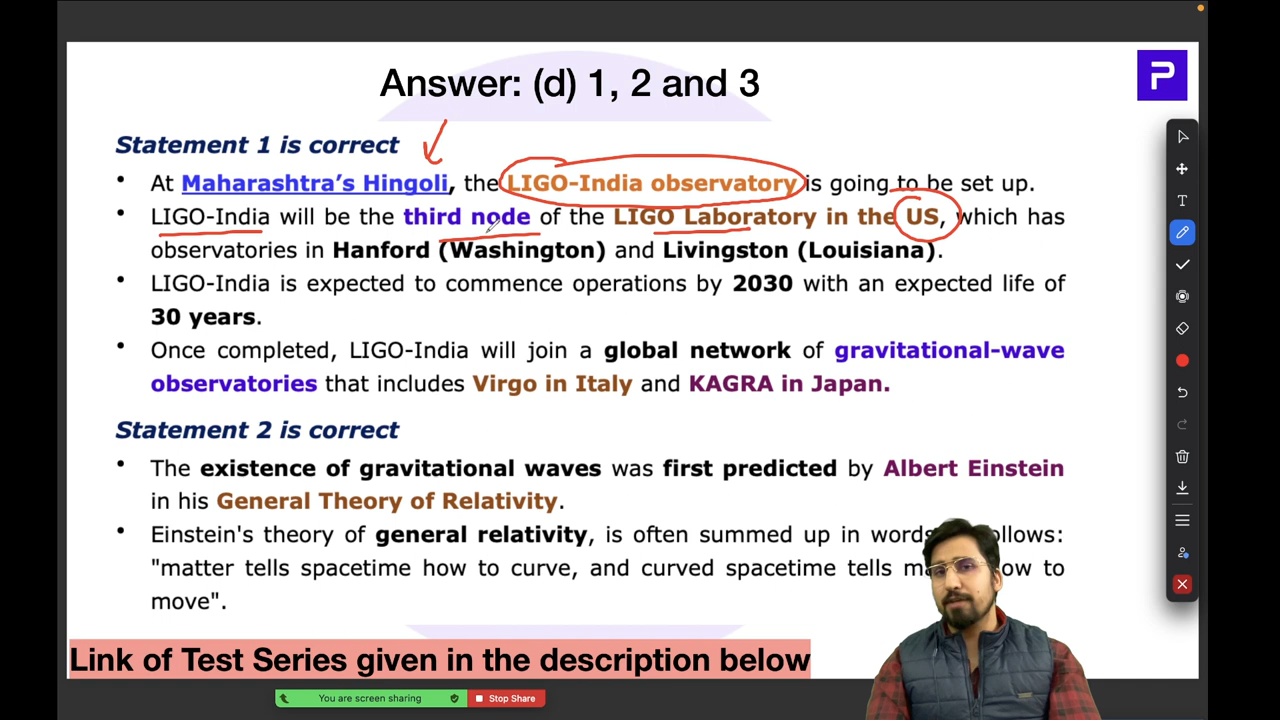 Answer: (d) 1, 2 and 3
P
Statement 1 is correct
• At Maharashtra's Hingoli, the LIGO-India observatory is going to be set up.
• LIGO-India will be the third node of the LIGO Laboratory in the US, which has
observatories in Hanford (Washington) and Livingston (Louisiana).
• LIGO-India is expected to commence operations by 2030 with an expected life of
30 years.
• Once completed, LIGO-India will join a global network of gravitational-wave
observatories that includes Virgo in Italy and KAGRA in Japan.
Statement 2 is correct
• The existence of gravitational waves was first predicted by Albert Einstein
in his General Theory of Relativity.
• Einstein's theory of general relativity, is often summed up in words follows:
"matter tells spacetime how to curve, and curved spacetime tells how to
move".
Link of Test Series given in the description below
You are screen sharing
Stop Share
T